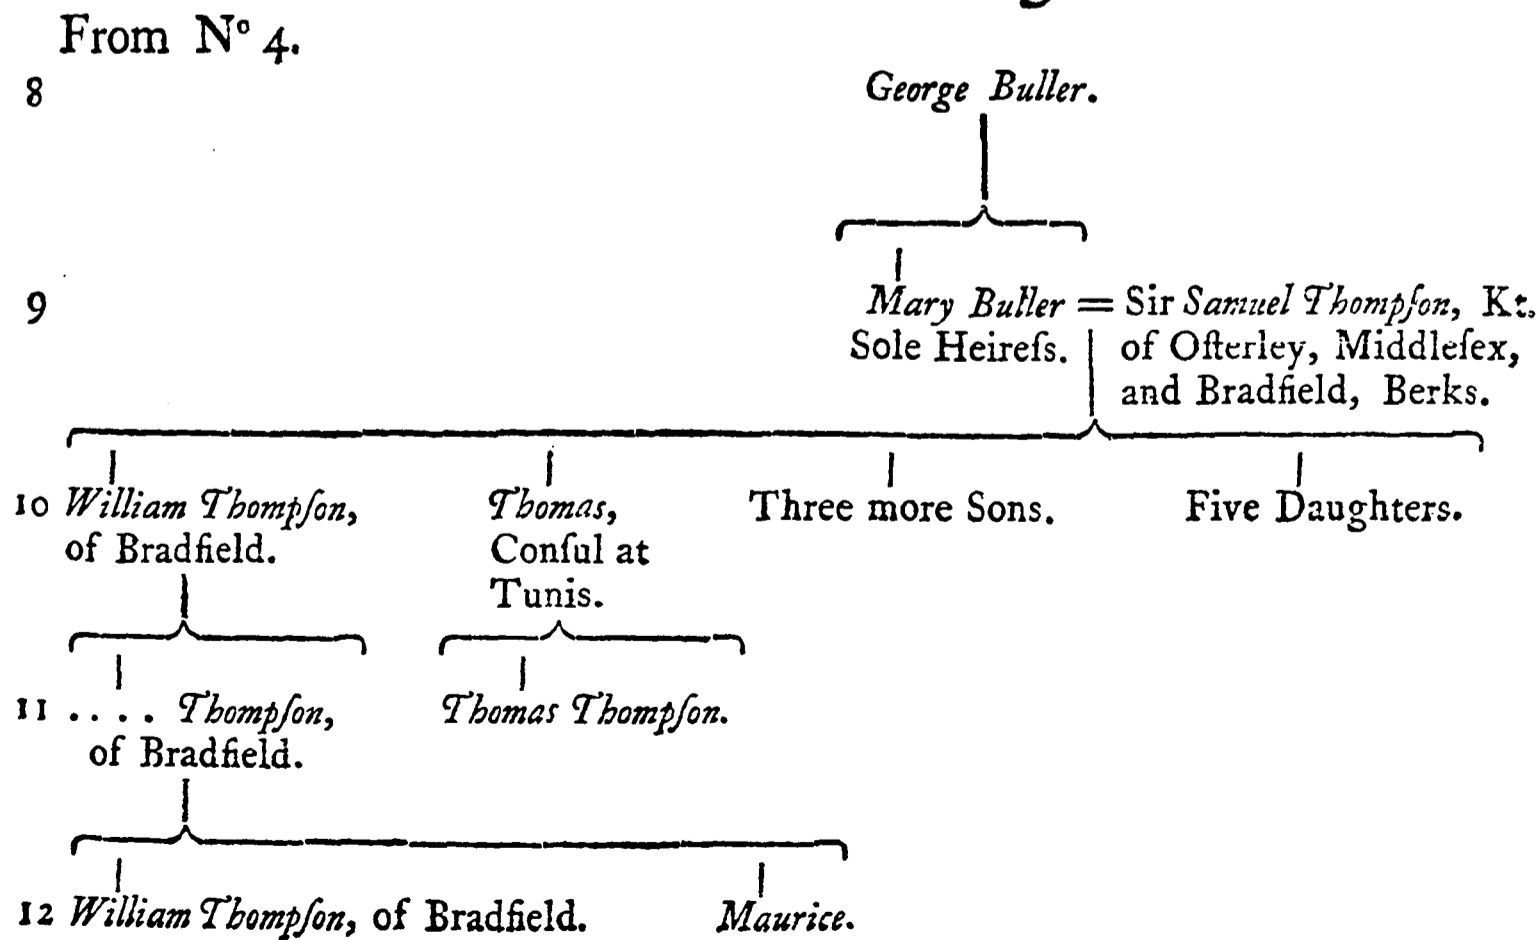 From Nº 4.
8 George Buller.
9 Mary Buller = Sir Samuel Thompſon, Kt.
Sole Heireſs. of Oſterley, Middleſex,
and Bradfield, Berks.
10 William Thompſon, Thomas, Three more Sons. Five Daughters.
of Bradfield. Conſul at
Tunis.
11 .... Thompſon, Thomas Thompſon.
of Bradfield.
12 William Thompſon, of Bradfield. Maurice.